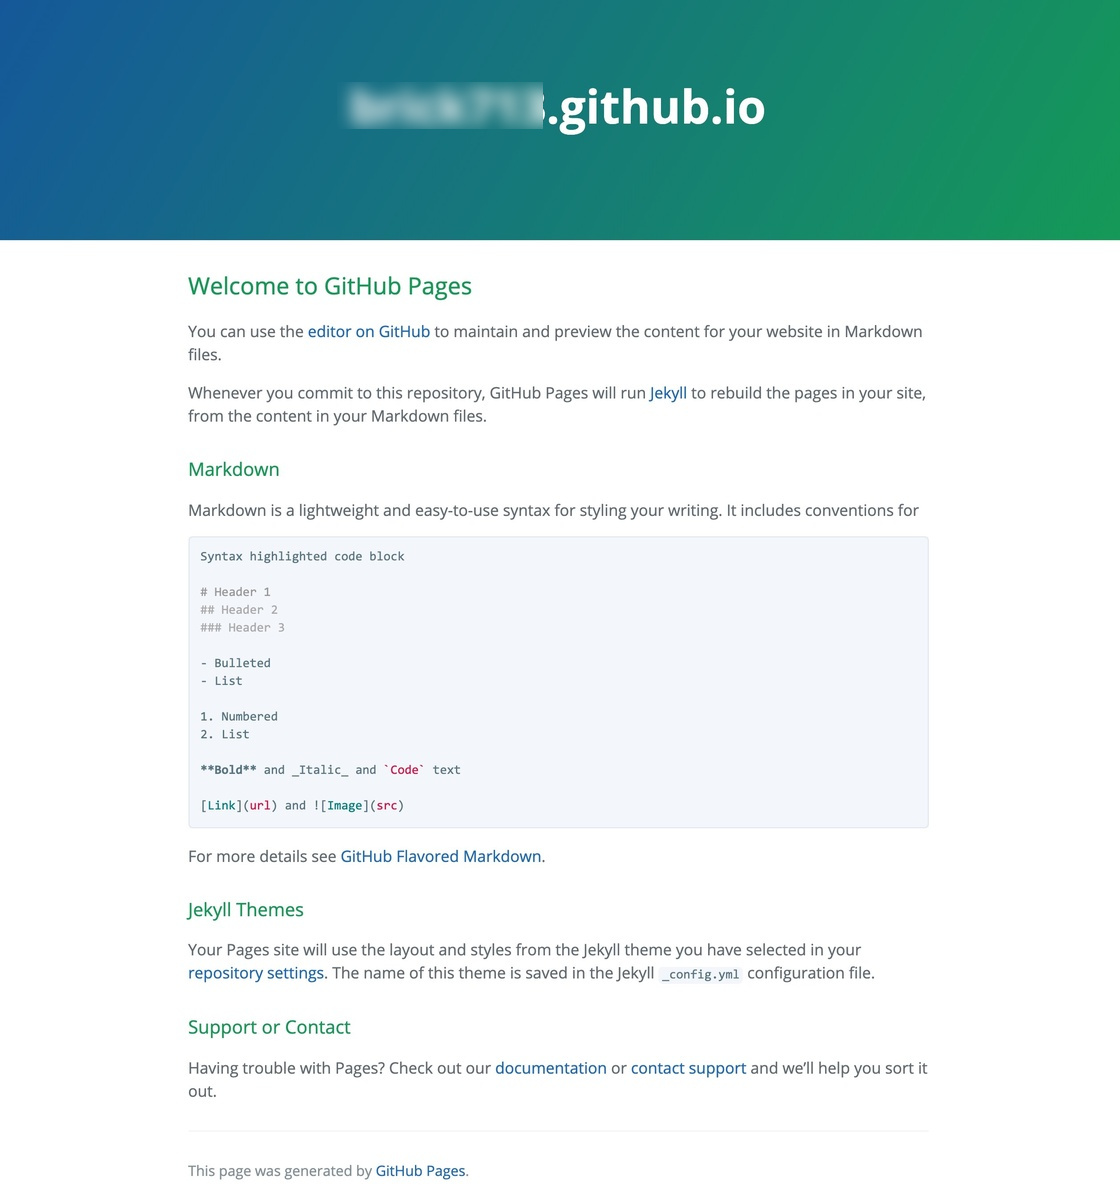 .github.io
Welcome to GitHub Pages
You can use the editor on GitHub to maintain and preview the content for your website in Markdown
files.
Whenever you commit to this repository, GitHub Pages will run Jekyll to rebuild the pages in your site,
from the content in your Markdown files.
Markdown
Markdown is a lightweight and easy-to-use syntax for styling your writing. It includes conventions for
Syntax highlighted code block
# Header 1
## Header 2
### Header 3
- Bulleted
- List
1. Numbered
2. List
**Bold** and _Italic_ and `Code` text
[Link](url) and ![Image](src)
For more details see GitHub Flavored Markdown.
Jekyll Themes
Your Pages site will use the layout and styles from the Jekyll theme you have selected in your
repository settings. The name of this theme is saved in the Jekyll _config.yml configuration file.
Support or Contact
Having trouble with Pages? Check out our documentation or contact support and we’ll help you sort it
out.
This page was generated by GitHub Pages.